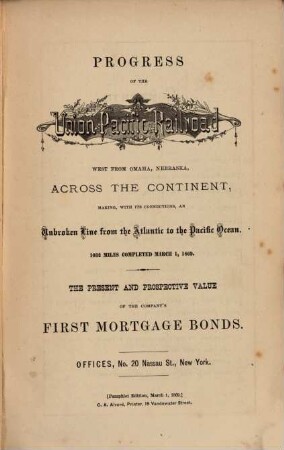 PROGRESS
OF THE
Union Pacific Railroad
WEST FROM OMAHA, NEBRASKA,
ACROSS THE CONTINENT,
MAKING, WITH ITS CONNECTIONS, AN
Unbroken Line from the Atlantic to the Pacific Ocean.
1032 MILES COMPLETED MARCH 1, 1869.
THE PRESENT AND PROSPECTIVE VALUE
OF THE COMPANY'S
FIRST MORTGAGE BONDS.
OFFICES, No. 20 Nassau St., New York.
[Pamphlet Edition, March 1, 1869.]
C. A. Alvord, Printer, 15 Vandewater Street.